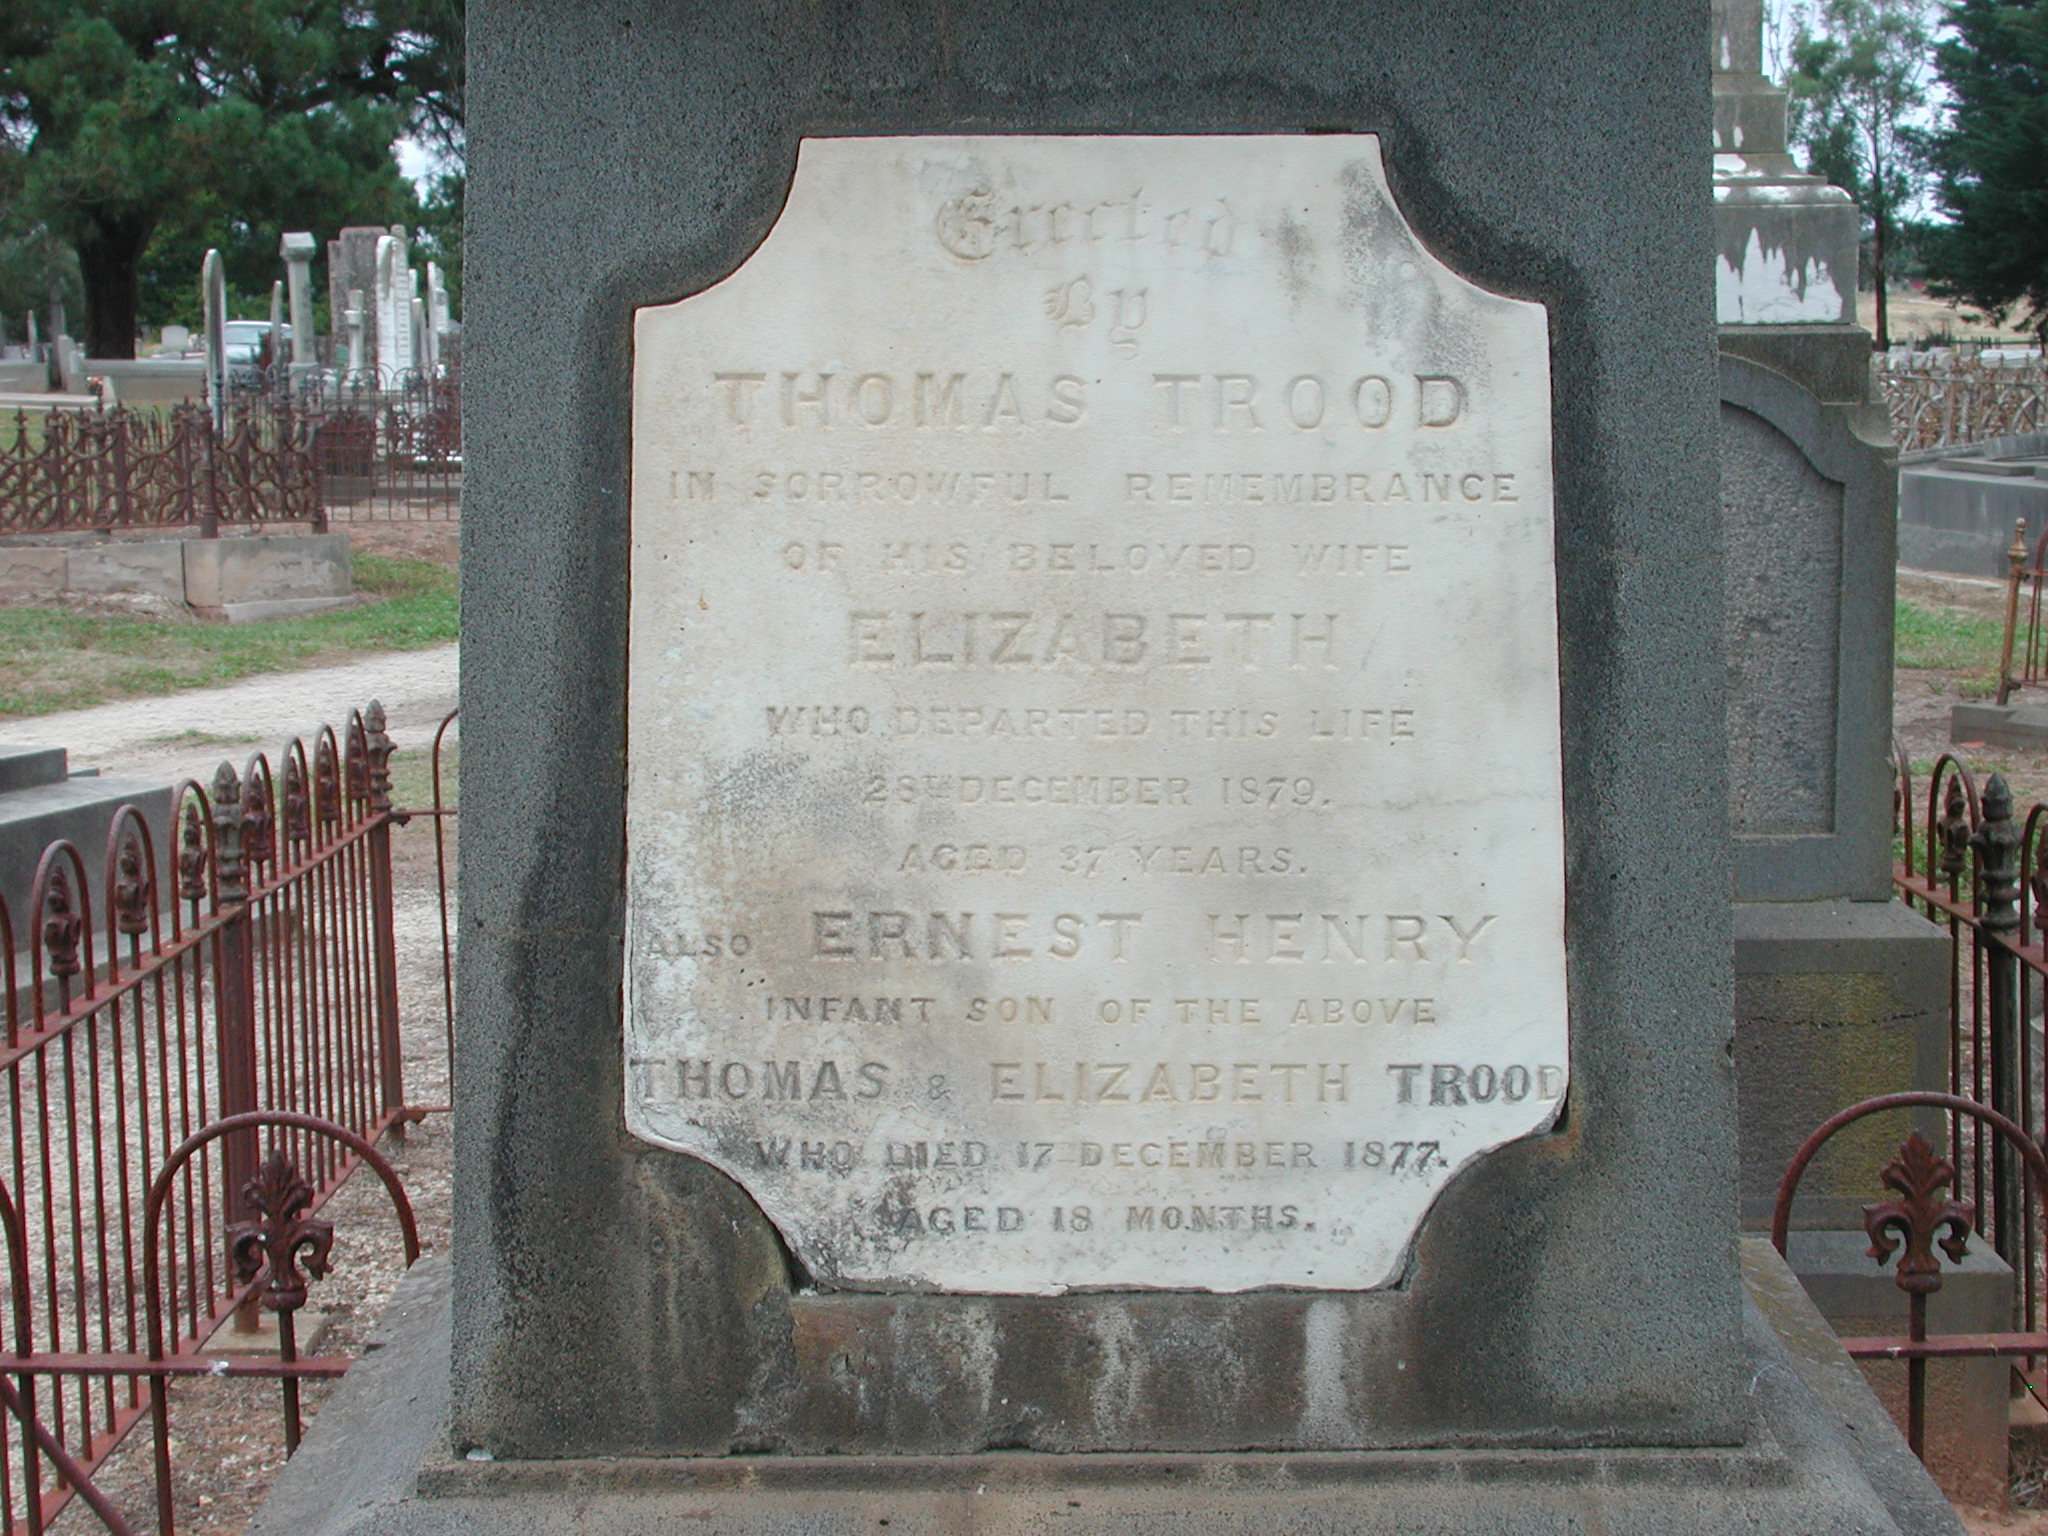 Erected
By
THOMAS TROOD
IN SORROWFUL REMEMBRANCE
OF HIS BELOVED WIFE
ELIZABETH
WHO DEPARTED THIS LIFE
28TH DECEMBER 1879.
AGED 37 YEARS.
ALSO ERNEST HENRY
INFANT SON OF THE ABOVE
THOMAS & ELIZABETH TROOD
WHO DIED 17 DECEMBER 1877.
AGED 18 MONTHS.